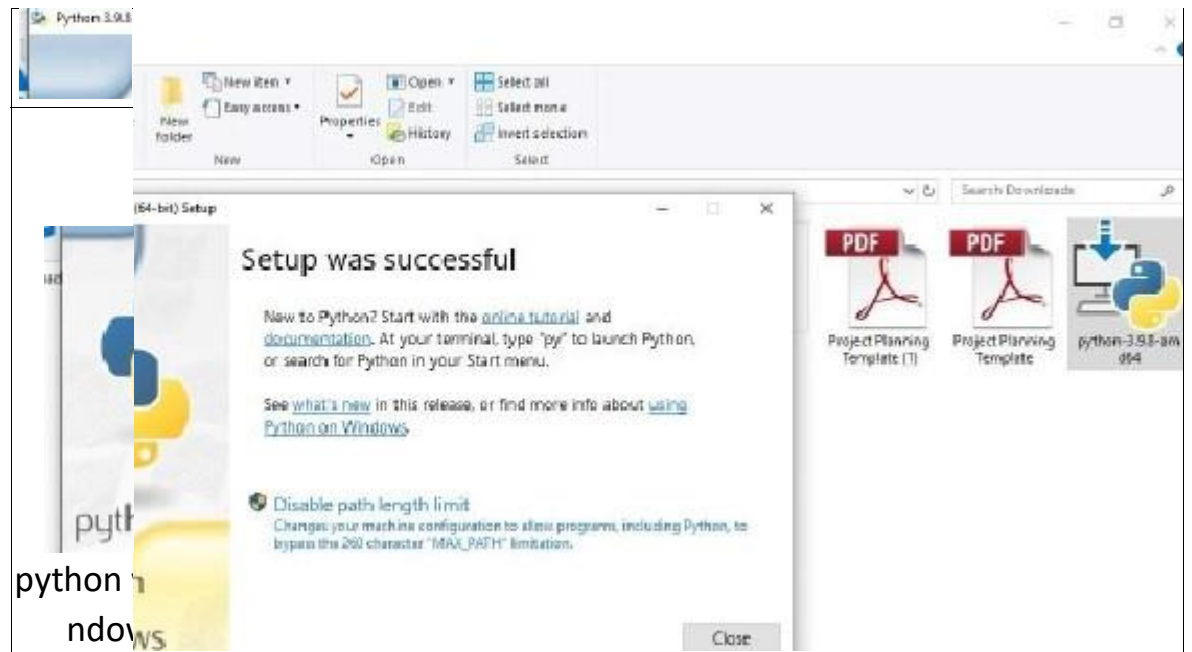 Python 3.9.8
New item
Easy access
New folder
New
Properties
Open
Edit
History
Open
Select all
Select none
Invert selection
Select
Search Downloads
(64-bit) Setup
Setup was successful
New to Python? Start with the online tutorial and
documentation. At your terminal, type "py" to launch Python,
or search for Python in your Start menu.
See what's new in this release, or find more info about using
Python on Windows.
Disable path length limit
Changes your machine configuration to allow programs, including Python, to
bypass the 260 character "MAX_PATH" limitation.
Close
PDF
Project Planning
Template (1)
PDF
Project Planning
Template
python-3.9.8-am
d64
pyth
python
ndow
ws